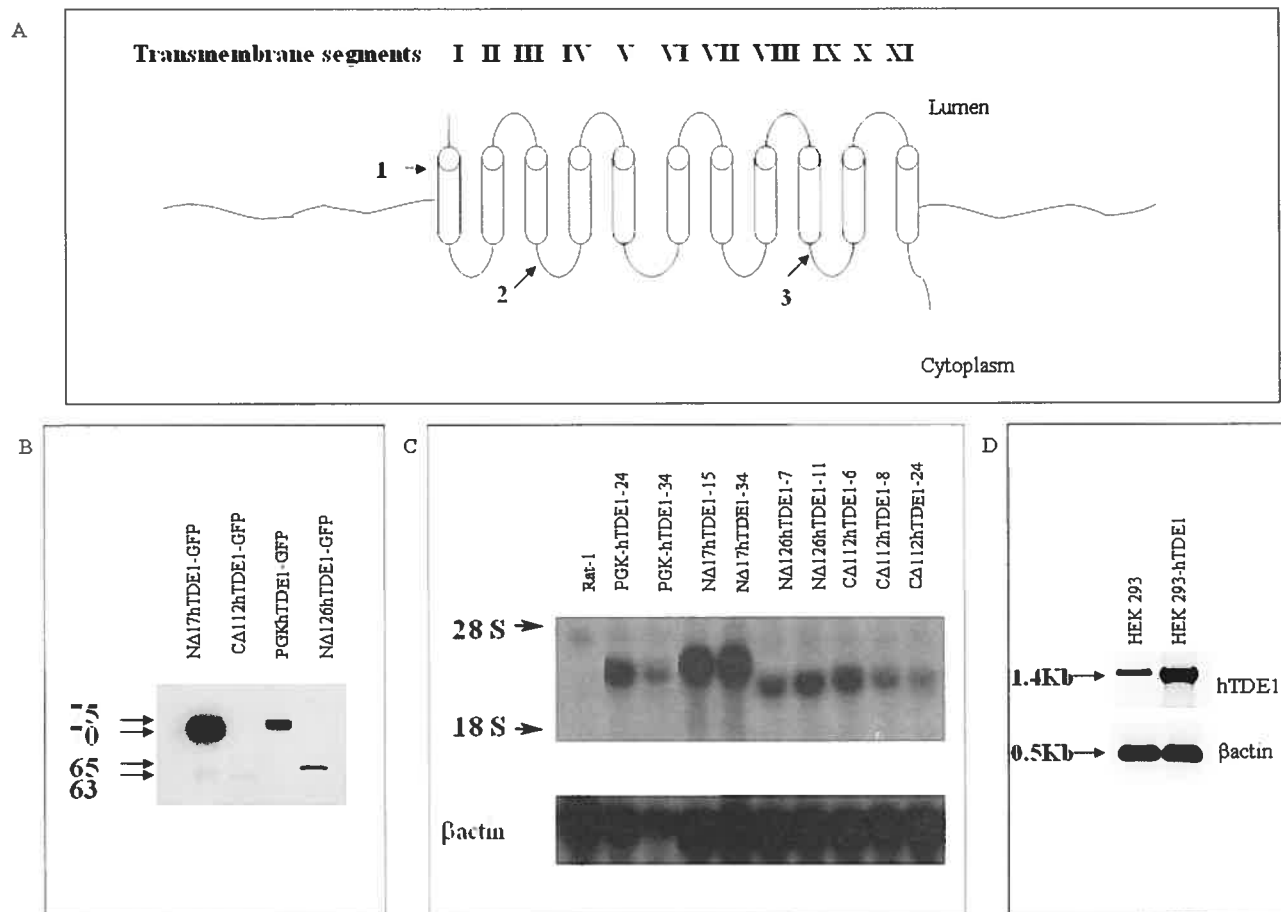 A
Transmembrane segments I II III IV V VI VII VIII IX X XI
Lumen
1
2
3
Cytoplasm
B
NΔ17hTDE1-GFP
CΔ112hTDE1-GFP
PGKhTDE1-GFP
NΔ126hTDE1-GFP
65
63
C
Rat-1
PGK-hTDE1-24
PGK-hTDE1-34
NΔ17hTDE1-15
NΔ17hTDE1-34
NΔ126hTDE1-7
NΔ126hTDE1-11
CΔ112hTDE1-6
CΔ112hTDE1-8
CΔ112hTDE1-24
28 S
18 S
βactin
D
HEK 293
HEK 293-hTDE1
1.4Kb
hTDE1
0.5Kb
βactin